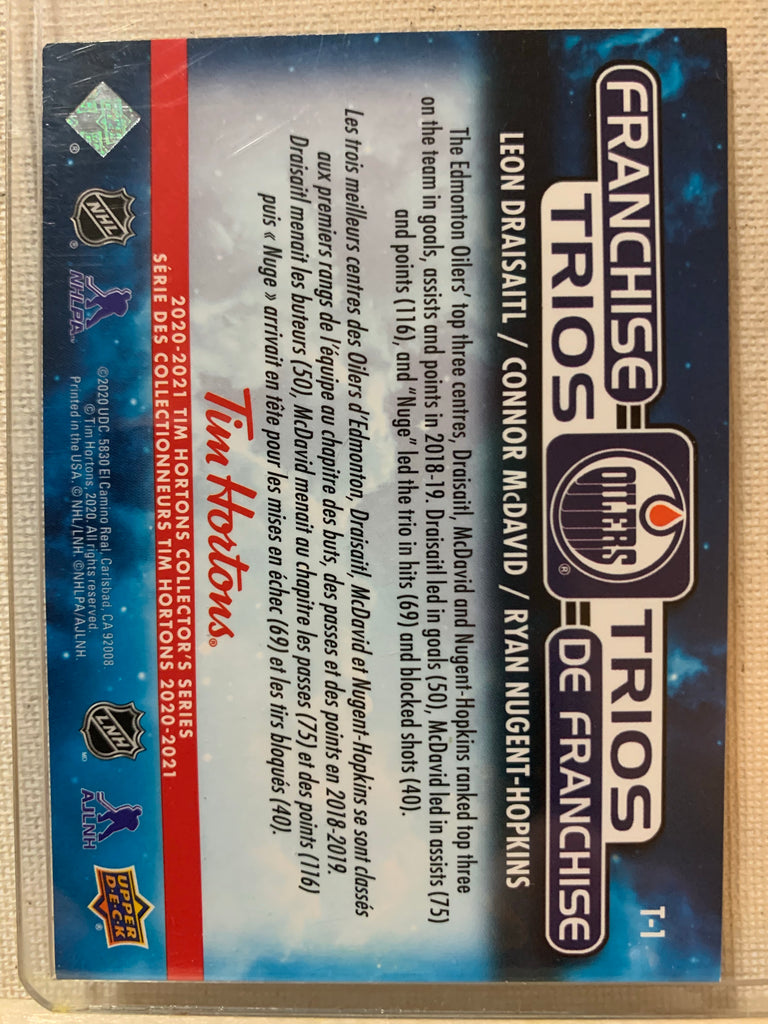 FRANCHISE TRIOS
OILERS®
TRIOS DE FRANCHISE
T-1
LEON DRAISAITL / CONNOR McDAVID / RYAN NUGENT-HOPKINS
The Edmonton Oilers' top three centres, Draisaitl, McDavid and Nugent-Hopkins ranked top three
on the team in goals, assists and points in 2018-19. Draisaitl led in goals (50), McDavid led in assists (75)
and points (116), and "Nuge" led the trio in hits (69) and blocked shots (40).
Les trois meilleurs centres des Oilers d'Edmonton, Draisaitl, McDavid et Nugent-Hopkins se sont classés
aux premiers rangs de l'équipe au chapitre des buts, des passes et des points en 2018-2019.
Draisaitl menait les buteurs (50), McDavid menait au chapitre les passes (75) et des points (116)
puis « Nuge » arrivait en tête pour les mises en échec (69) et les tirs bloqués (40).
Tim Hortons®
2020-2021 TIM HORTONS COLLECTOR'S SERIES
SÉRIE DES COLLECTIONNEURS TIM HORTONS 2020-2021
®
NHL®
NHLPA™
©2020 UDC. 5830 El Camino Real, Carlsbad, CA 92008.
© Tim Hortons, 2020. All rights reserved.
Printed in the USA. © NHL/LNH. ©NHLPA/AJLNH.
LNH MD
AJLNH
UPPER DECK®